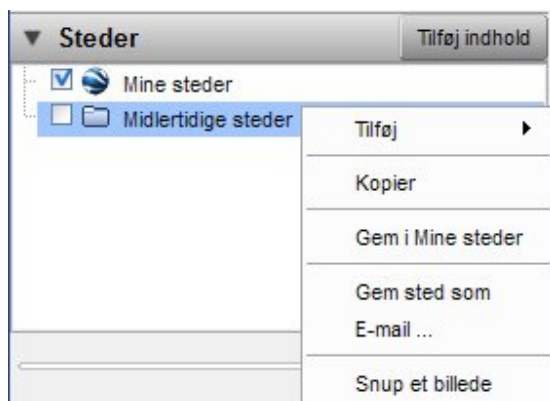 Steder
Tilføj indhold
Mine steder
Midlertidige steder
Tilføj
Kopier
Gem i Mine steder
Gem sted som
E-mail ...
Snup et billede